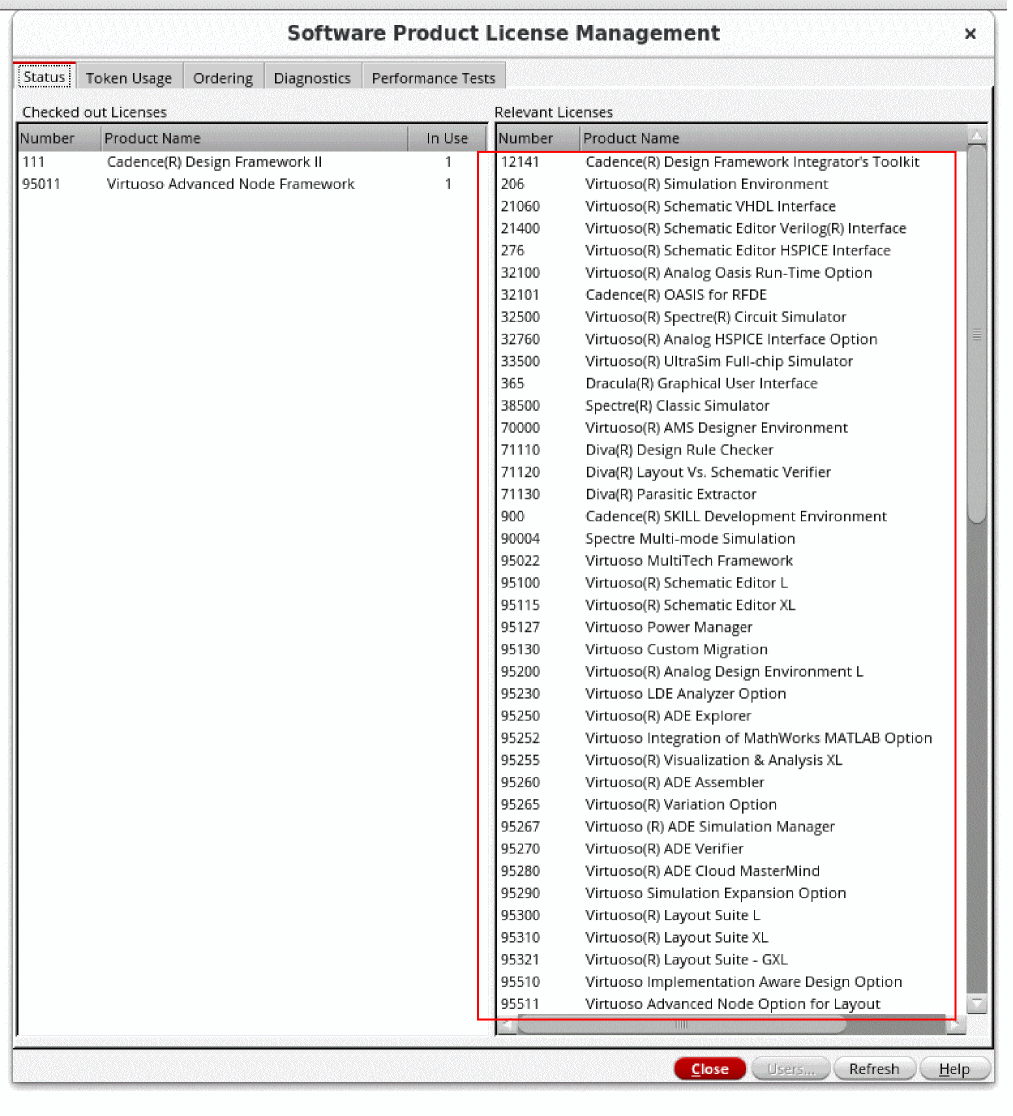 Software Product License Management ×
Status Token Usage Ordering Diagnostics Performance Tests
Checked out Licenses
Number Product Name In Use
111 Cadence(R) Design Framework II 1
95011 Virtuoso Advanced Node Framework 1
Relevant Licenses
Number Product Name
12141 Cadence(R) Design Framework Integrator's Toolkit
206 Virtuoso(R) Simulation Environment
21060 Virtuoso(R) Schematic VHDL Interface
21400 Virtuoso(R) Schematic Editor Verilog(R) Interface
276 Virtuoso(R) Schematic Editor HSPICE Interface
32100 Virtuoso(R) Analog Oasis Run-Time Option
32101 Cadence(R) OASIS for RFDE
32500 Virtuoso(R) Spectre(R) Circuit Simulator
32760 Virtuoso(R) Analog HSPICE Interface Option
33500 Virtuoso(R) UltraSim Full-chip Simulator
365 Dracula(R) Graphical User Interface
38500 Spectre(R) Classic Simulator
70000 Virtuoso(R) AMS Designer Environment
71110 Diva(R) Design Rule Checker
71120 Diva(R) Layout Vs. Schematic Verifier
71130 Diva(R) Parasitic Extractor
900 Cadence(R) SKILL Development Environment
90004 Spectre Multi-mode Simulation
95022 Virtuoso MultiTech Framework
95100 Virtuoso(R) Schematic Editor L
95115 Virtuoso(R) Schematic Editor XL
95127 Virtuoso Power Manager
95130 Virtuoso Custom Migration
95200 Virtuoso(R) Analog Design Environment L
95230 Virtuoso LDE Analyzer Option
95250 Virtuoso(R) ADE Explorer
95252 Virtuoso Integration of MathWorks MATLAB Option
95255 Virtuoso(R) Visualization & Analysis XL
95260 Virtuoso(R) ADE Assembler
95265 Virtuoso(R) Variation Option
95267 Virtuoso (R) ADE Simulation Manager
95270 Virtuoso(R) ADE Verifier
95280 Virtuoso(R) ADE Cloud MasterMind
95290 Virtuoso Simulation Expansion Option
95300 Virtuoso(R) Layout Suite L
95310 Virtuoso(R) Layout Suite XL
95321 Virtuoso(R) Layout Suite - GXL
95510 Virtuoso Implementation Aware Design Option
95511 Virtuoso Advanced Node Option for Layout
Close Users... Refresh Help